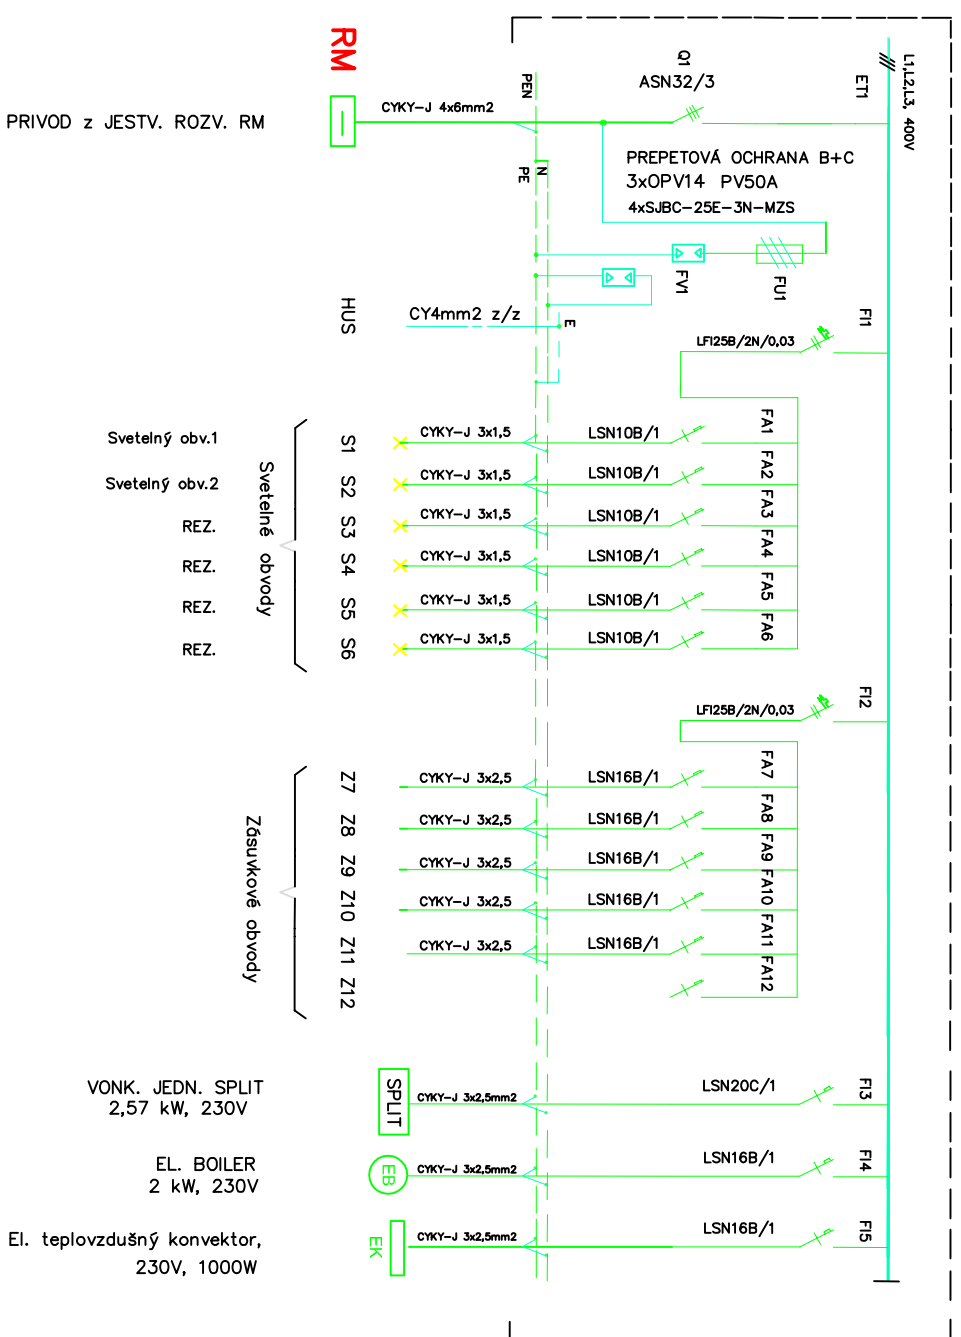 RM
Q1
ASN32/3
ET1
L1,L2,L3, 400V
PEN
CYKY-J 4x6mm2
PRIVOD z JESTV. ROZV. RM
PREPETOVÁ OCHRANA B+C
3xOPV14 PV50A
4xSJBC-25E-3N-MZS
PE
N
FV1
FU1
HUS
CY4mm2 z/z
E
FI1
LFI25B/2N/0,03
Svetelné obvody
Svetelný obv.1
S1
CYKY-J 3x1,5
LSN10B/1
FA1
Svetelný obv.2
S2
CYKY-J 3x1,5
LSN10B/1
FA2
REZ.
S3
CYKY-J 3x1,5
LSN10B/1
FA3
REZ.
S4
CYKY-J 3x1,5
LSN10B/1
FA4
REZ.
S5
CYKY-J 3x1,5
LSN10B/1
FA5
REZ.
S6
CYKY-J 3x1,5
LSN10B/1
FA6
FI2
LFI25B/2N/0,03
Zásuvkové obvody
Z7
CYKY-J 3x2,5
LSN16B/1
FA7
Z8
CYKY-J 3x2,5
LSN16B/1
FA8
Z9
CYKY-J 3x2,5
LSN16B/1
FA9
Z10
CYKY-J 3x2,5
LSN16B/1
FA10
Z11
CYKY-J 3x2,5
LSN16B/1
FA11
Z12
FA12
VONK. JEDN. SPLIT
2,57 kW, 230V
SPLIT
CYKY-J 3x2,5mm2
LSN20C/1
FI3
EL. BOILER
2 kW, 230V
EB
CYKY-J 3x2,5mm2
LSN16B/1
FI4
El. teplovzdušný konvektor,
230V, 1000W
EK
CYKY-J 3x2,5mm2
LSN16B/1
FI5